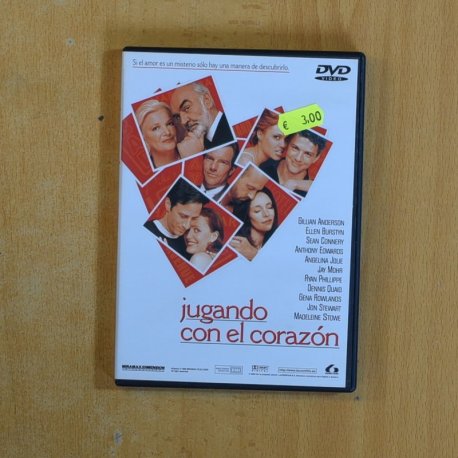 Si el amor es un misterio sólo hay una manera de descubrirlo.
DVD
VIDEO
€ 3,00
GILLIAN ANDERSON
ELLEN BURSTYN
SEAN CONNERY
ANTHONY EDWARDS
ANGELINA JOLIE
JAY MOHR
RYAN PHILLIPPE
DENNIS QUAID
GENA ROWLANDS
JON STEWART
MADELEINE STOWE
jugando
con el corazón